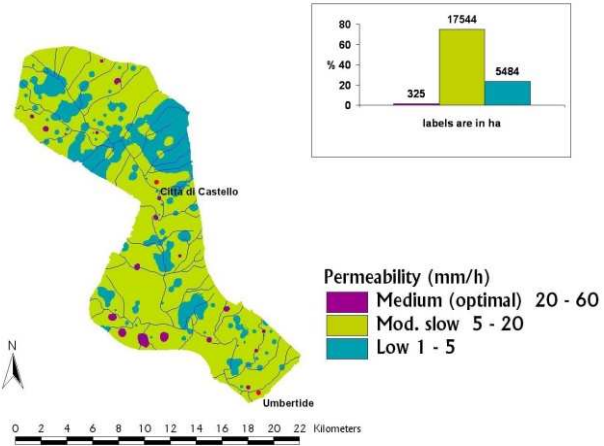 80
60
40
20
0
%
17544
5484
325
labels are in ha
Città di Castello
Permeability (mm/h)
Medium (optimal) 20 - 60
Mod. slow 5 - 20
Low 1 - 5
N
Umbertide
0 2 4 6 8 10 12 14 16 18 20 22 Kilometers